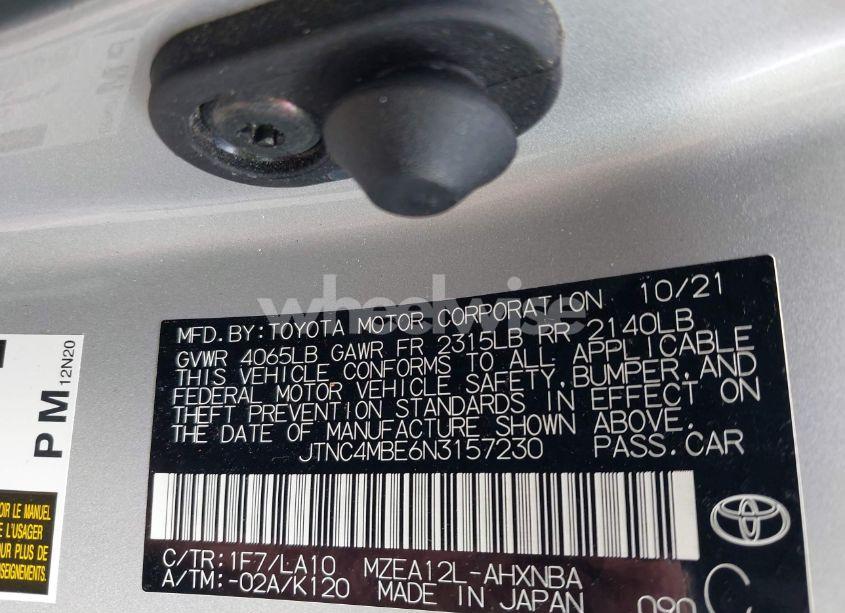 wheelwise
MFD. BY: TOYOTA MOTOR CORPORATION 10/21
GVWR 4065LB GAWR FR 2315LB RR 2140LB
THIS VEHICLE CONFORMS TO ALL APPLICABLE
FEDERAL MOTOR VEHICLE SAFETY, BUMPER, AND
THEFT PREVENTION STANDARDS IN EFFECT ON
THE DATE OF MANUFACTURE SHOWN ABOVE.
JTNC4MBE6N3157230 PASS.CAR
C/TR: 1F7/LA10 MZEA12L-AHXNBA
A/TM: -02A/K120 MADE IN JAPAN 090 C
PM 12N20
LE MANUEL
L'USAGER
POUR PLUS DE